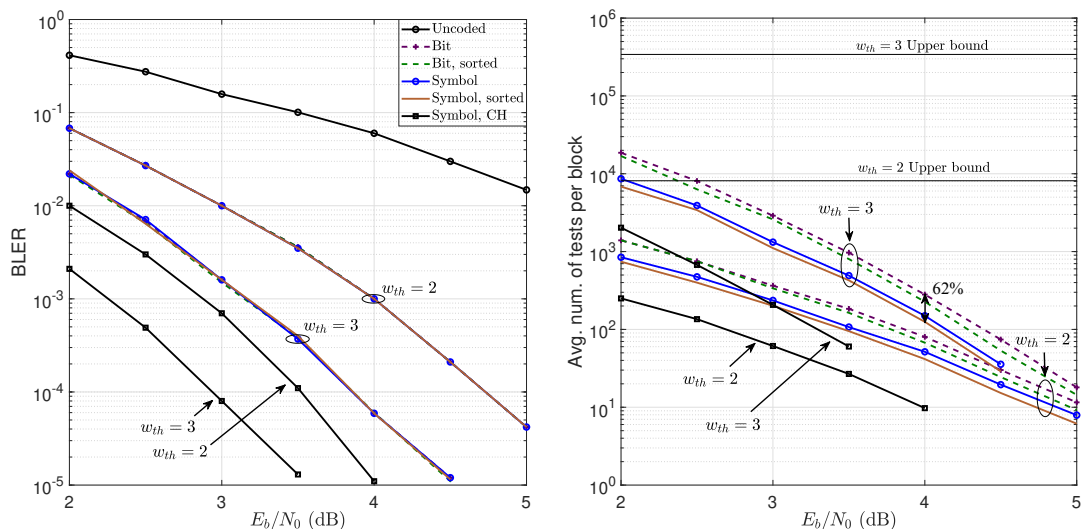 10^0
10^-1
10^-2
10^-3
10^-4
10^-5
BLER
2
3
4
5
E_b/N_0 (dB)
Uncoded
Bit
Bit, sorted
Symbol
Symbol, sorted
Symbol, CH
w_th = 2
w_th = 3
w_th = 3
w_th = 2
10^6
10^5
10^4
10^3
10^2
10^1
10^0
Avg. num. of tests per block
2
3
4
5
E_b/N_0 (dB)
w_th = 3 Upper bound
w_th = 2 Upper bound
w_th = 3
62%
w_th = 2
w_th = 2
w_th = 3